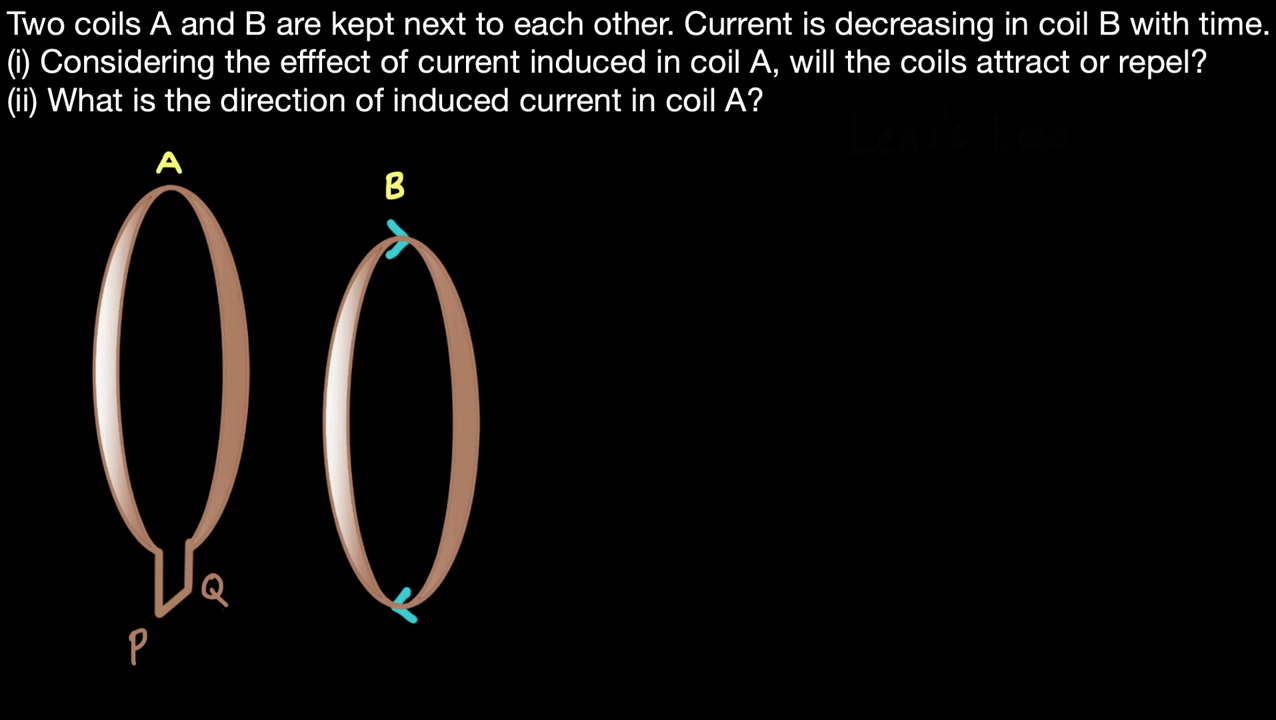 Two coils A and B are kept next to each other. Current is decreasing in coil B with time.
(i) Considering the efffect of current induced in coil A, will the coils attract or repel?
(ii) What is the direction of induced current in coil A?
Lenz's Law
A
B
Q
P